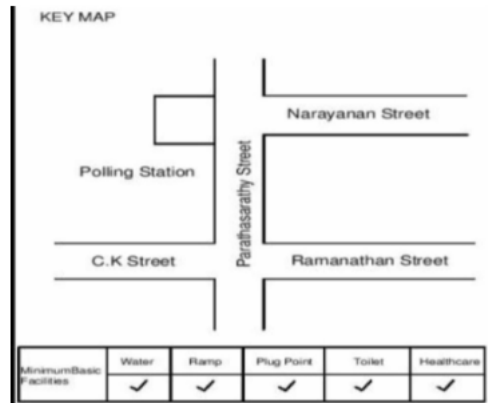 KEY MAP
Narayanan Street
Polling Station
Parathasarathy Street
C.K Street
Ramanathan Street
MinimumBasic Facilities
Water Ramp Plug Point Toilet Healthcare
✓ ✓ ✓ ✓ ✓